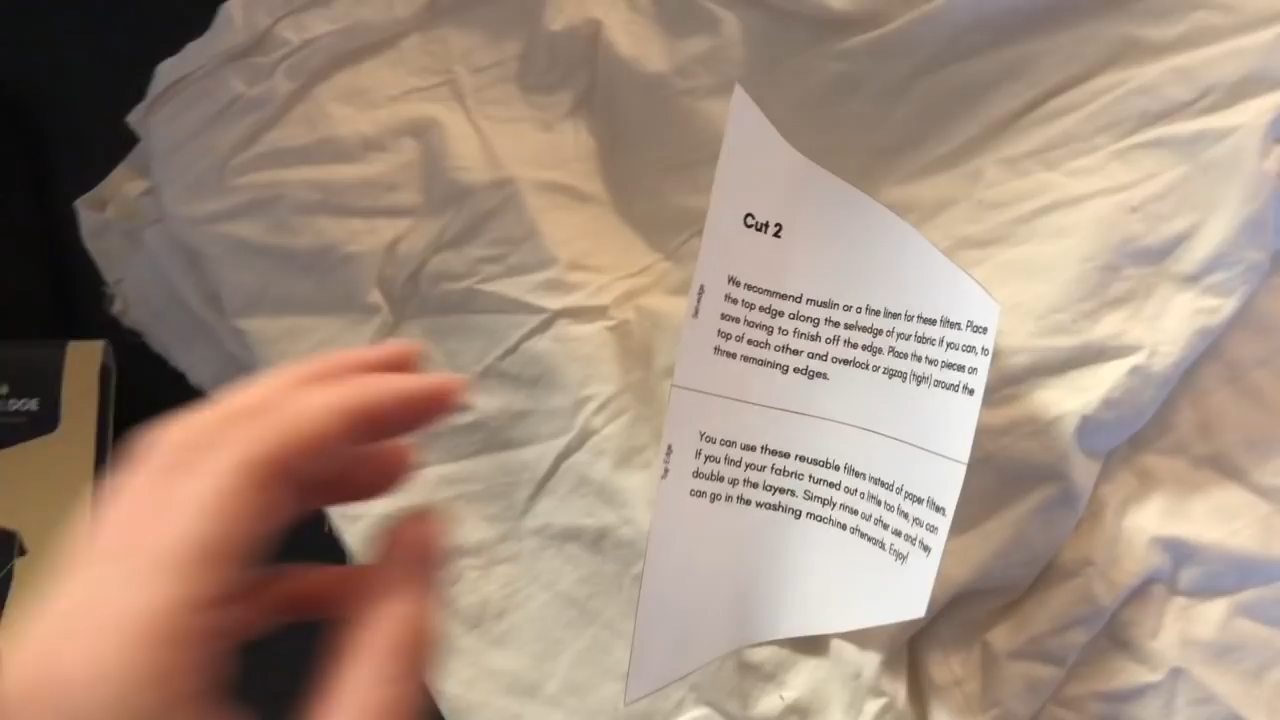 Cut 2
We recommend muslin or a fine linen for these filters. Place
the top edge along the selvedge of your fabric if you can, to
save having to finish off the edge. Place the two pieces on
top of each other and overlock or zigzag (tight) around the
three remaining edges.
Top Edge
You can use these reusable filters instead of paper filters.
If you find your fabric turned out a little too fine, you can
double up the layers. Simply rinse out after use and they
can go in the washing machine afterwards. Enjoy!